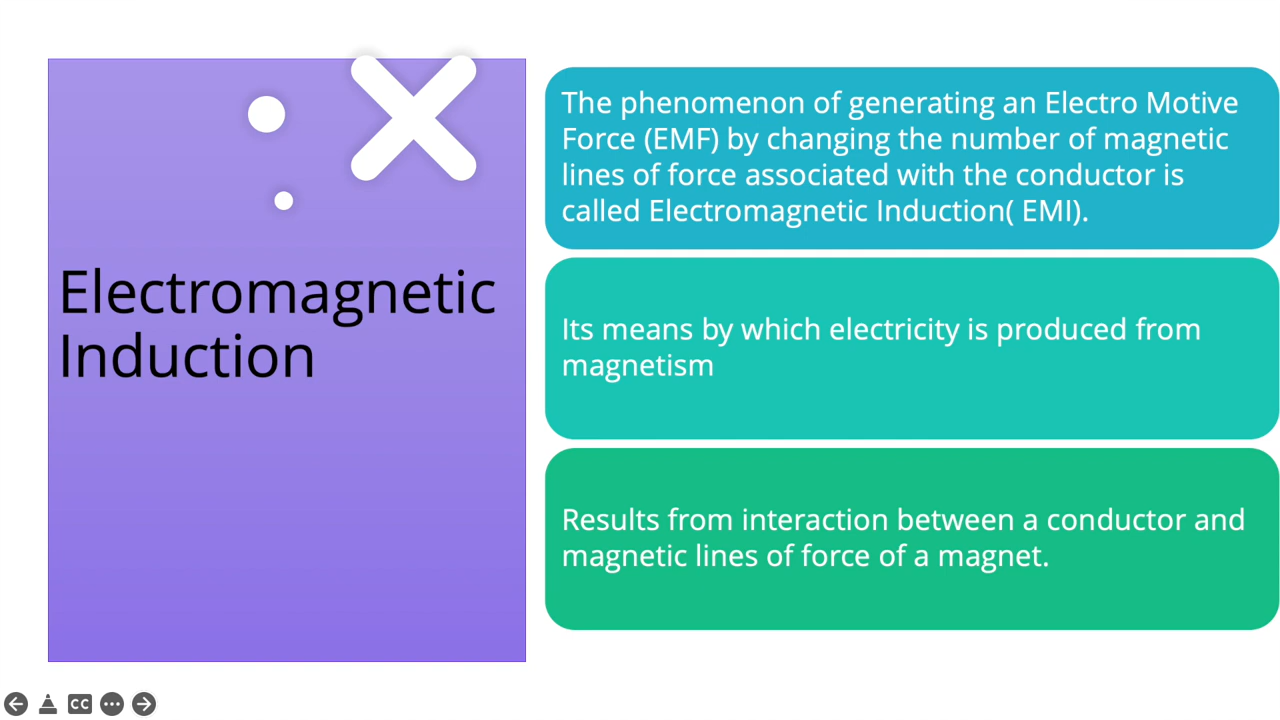 Electromagnetic
Induction
The phenomenon of generating an Electro Motive
Force (EMF) by changing the number of magnetic
lines of force associated with the conductor is
called Electromagnetic Induction( EMI).
Its means by which electricity is produced from
magnetism
Results from interaction between a conductor and
magnetic lines of force of a magnet.
CC